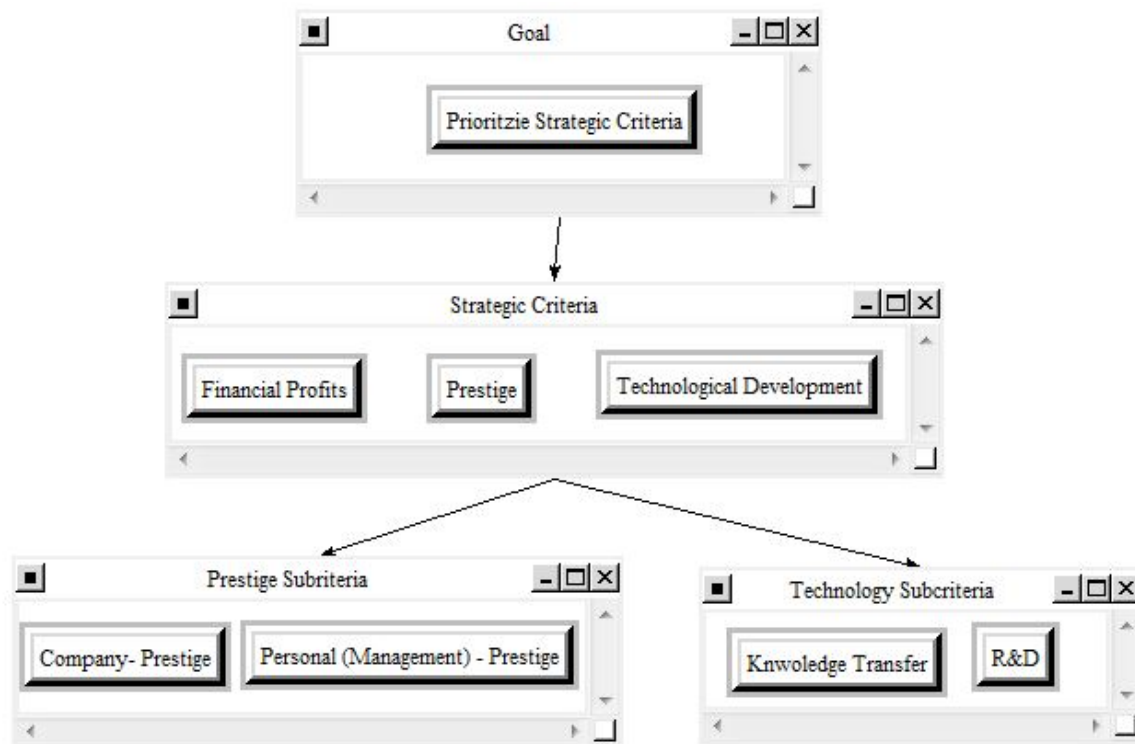 Goal
Prioritzie Strategic Criteria
Strategic Criteria
Financial Profits
Prestige
Technological Development
Prestige Subriteria
Company- Prestige
Personal (Management) - Prestige
Technology Subcriteria
Knwoledge Transfer
R&D